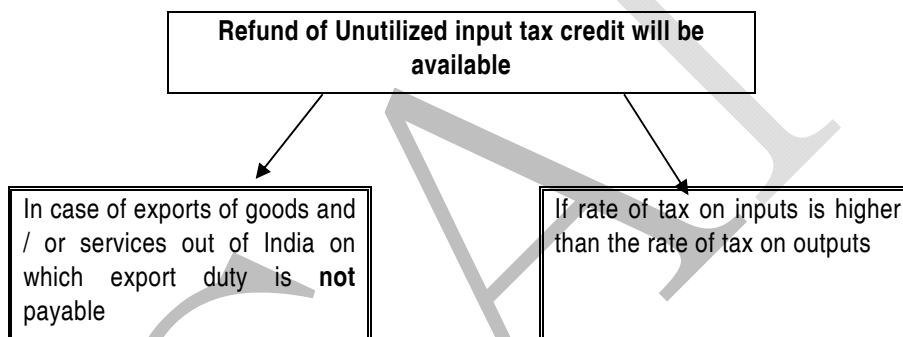 Refund of Unutilized input tax credit will be
available
In case of exports of goods and
/ or services out of India on
which export duty is not
payable
If rate of tax on inputs is higher
than the rate of tax on outputs